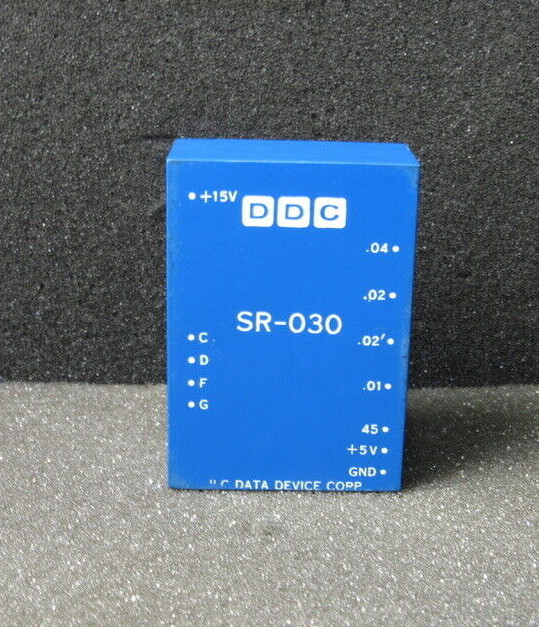 +15V
DDC
.04
.02
SR-030
.02'
C
D
F
.01
G
45
+5V
GND
DATA DEVICE CORP